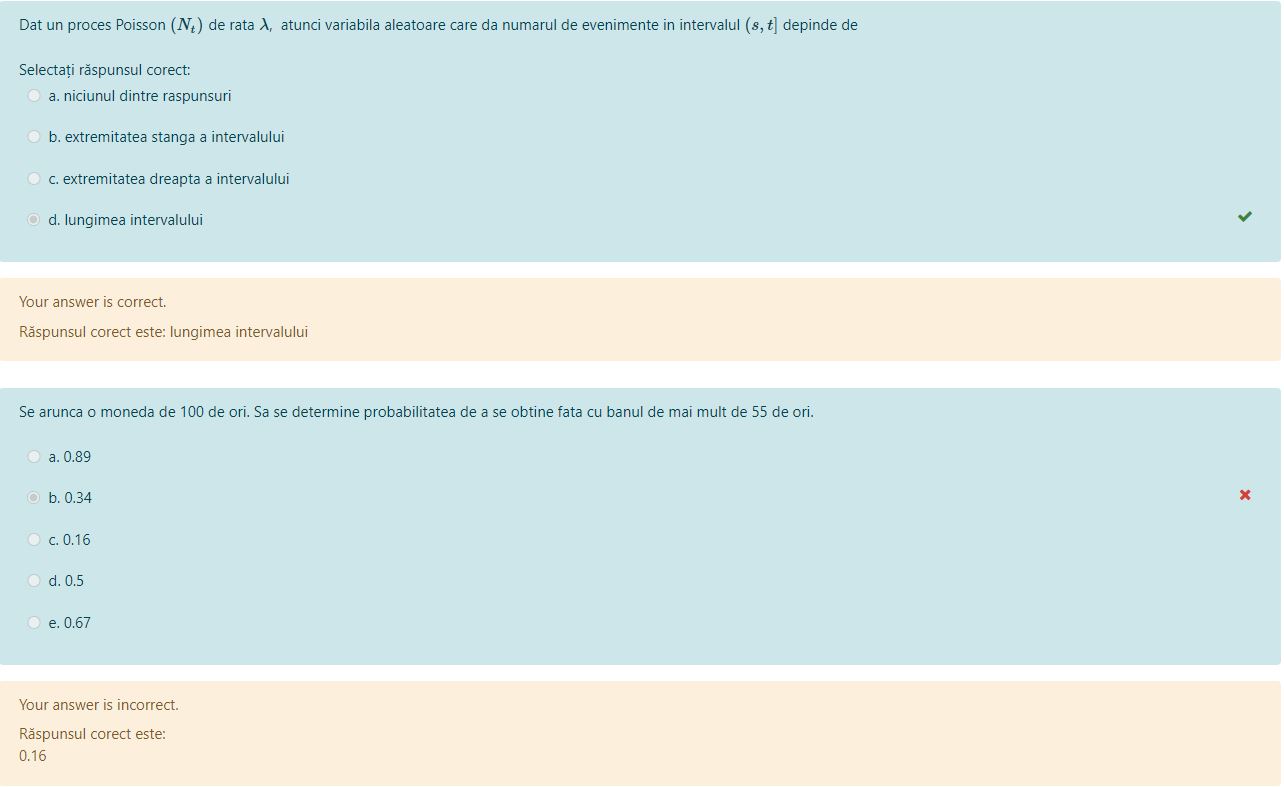 Dat un proces Poisson (Nₜ) de rata λ, atunci variabila aleatoare care da numarul de evenimente in intervalul (s, t] depinde de
Selectați răspunsul corect:
a. niciunul dintre raspunsuri
b. extremitatea stanga a intervalului
c. extremitatea dreapta a intervalului
d. lungimea intervalului
Your answer is correct.
Răspunsul corect este: lungimea intervalului
Se arunca o moneda de 100 de ori. Sa se determine probabilitatea de a se obtine fata cu banul de mai mult de 55 de ori.
a. 0.89
b. 0.34
c. 0.16
d. 0.5
e. 0.67
Your answer is incorrect.
Răspunsul corect este:
0.16